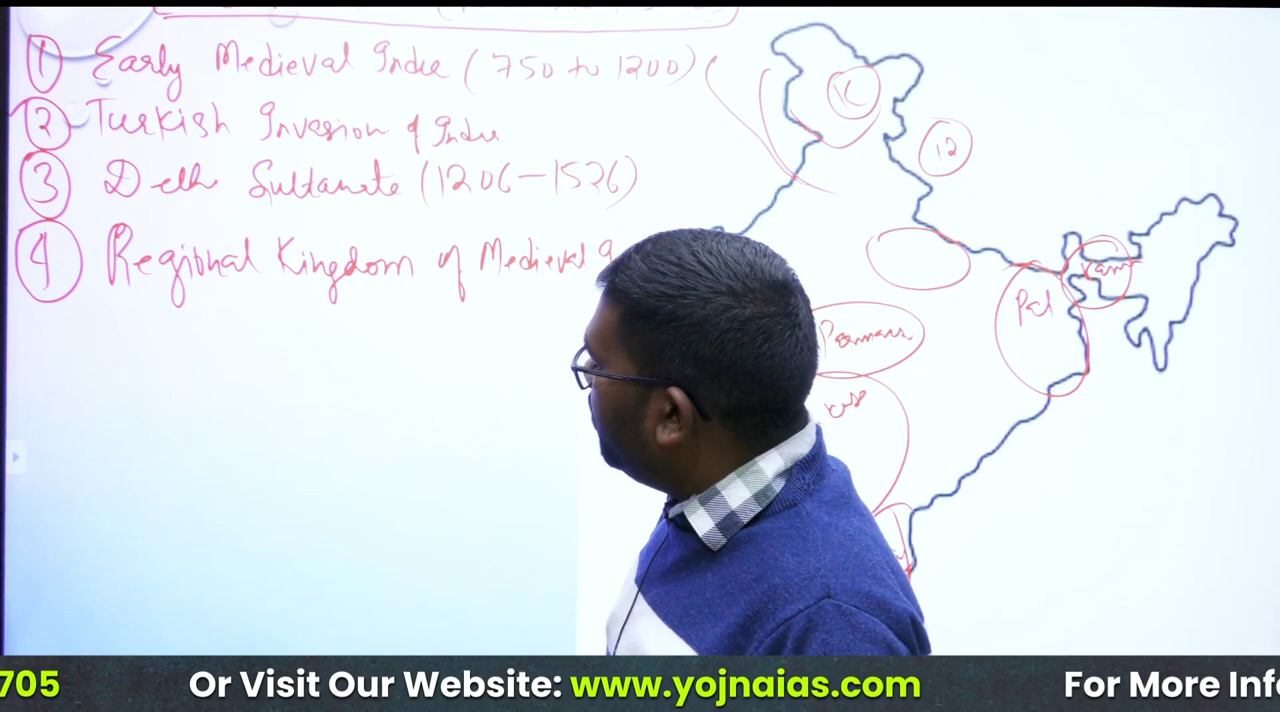 1 Early Medieval India (750 to 1200)
2 Turkish Invasion of India
3 Delhi Sultanate (1206-1526)
4 Regional Kingdom of Medieval
K
12
Pal
705 Or Visit Our Website: www.yojnaias.com For More Info